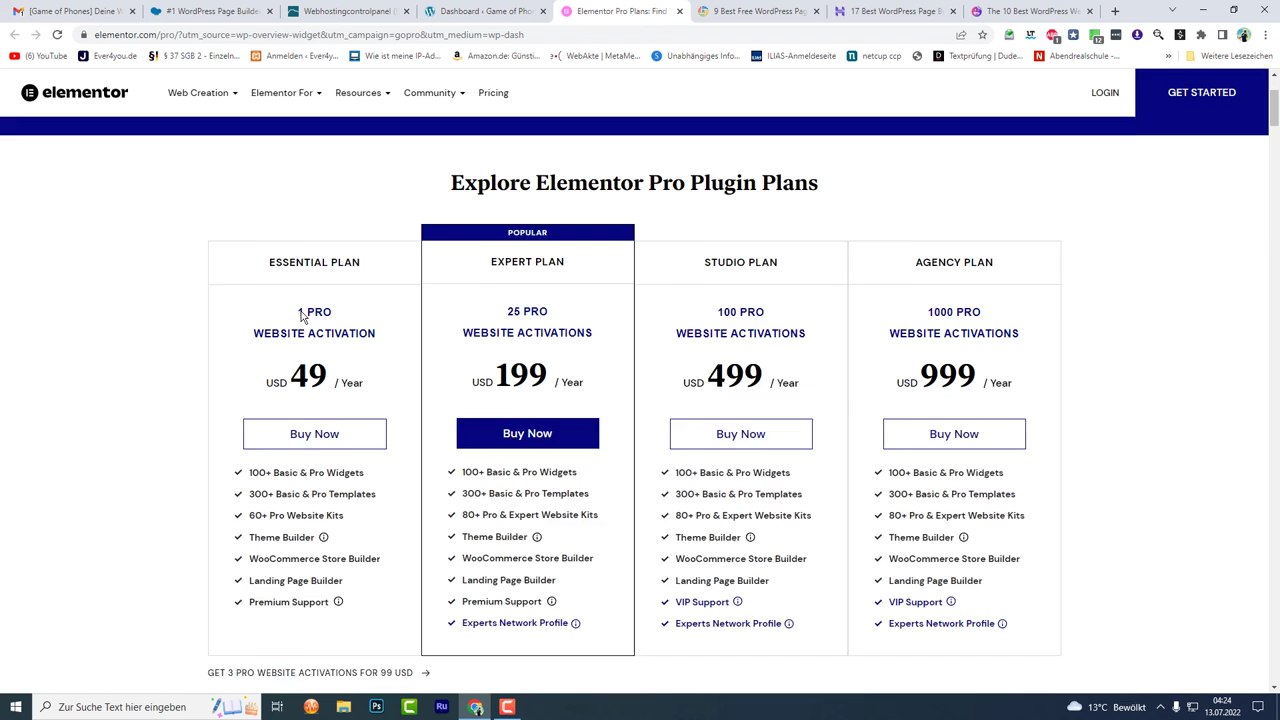 [Game of Phones] Deine W
#1 WordPress Page Builder
Webhostingcontrolpanel (
Dashboard ‹ Game of Phon
Elementor Pro Plans: Find
9 Best Free WordPress Pag
17 Best WordPress Page Bu
The 10 Best WordPress We
elementor.com/pro/?utm_source=wp-overview-widget&utm_campaign=gopro&utm_medium=wp-dash
(6) YouTube
Ever4you.de
§ 37 SGB 2 - Einzeln...
Anmelden ‹ Ever4yo...
Wie ist meine IP-Ad...
Amazon.de: Günsti...
WebAkte | MetaMe...
Unabhängiges Info...
ILIAS-Anmeldeseite
netcup ccp
Textprüfung | Dude...
Abendrealschule -...
Weitere Lesezeichen
elementor
Web Creation
Elementor For
Resources
Community
Pricing
LOGIN
GET STARTED
Explore Elementor Pro Plugin Plans
ESSENTIAL PLAN
1 PRO
WEBSITE ACTIVATION
USD 49 / Year
Buy Now
100+ Basic & Pro Widgets
300+ Basic & Pro Templates
60+ Pro Website Kits
Theme Builder
WooCommerce Store Builder
Landing Page Builder
Premium Support
POPULAR
EXPERT PLAN
25 PRO
WEBSITE ACTIVATIONS
USD 199 / Year
Buy Now
100+ Basic & Pro Widgets
300+ Basic & Pro Templates
80+ Pro & Expert Website Kits
Theme Builder
WooCommerce Store Builder
Landing Page Builder
Premium Support
Experts Network Profile
STUDIO PLAN
100 PRO
WEBSITE ACTIVATIONS
USD 499 / Year
Buy Now
100+ Basic & Pro Widgets
300+ Basic & Pro Templates
80+ Pro & Expert Website Kits
Theme Builder
WooCommerce Store Builder
Landing Page Builder
VIP Support
Experts Network Profile
AGENCY PLAN
1000 PRO
WEBSITE ACTIVATIONS
USD 999 / Year
Buy Now
100+ Basic & Pro Widgets
300+ Basic & Pro Templates
80+ Pro & Expert Website Kits
Theme Builder
WooCommerce Store Builder
Landing Page Builder
VIP Support
Experts Network Profile
GET 3 PRO WEBSITE ACTIVATIONS FOR 99 USD
Zur Suche Text hier eingeben
Ps
Ru
13°C Bewölkt
04:24
13.07.2022